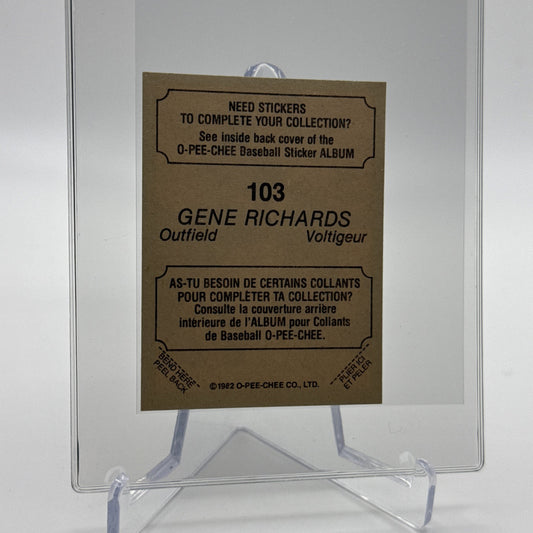 NEED STICKERS
TO COMPLETE YOUR COLLECTION?
See inside back cover of the
O-PEE-CHEE Baseball Sticker ALBUM
103
GENE RICHARDS
Outfield Voltigeur
AS-TU BESOIN DE CERTAINS COLLANTS
POUR COMPLÈTER TA COLLECTION?
Consulte la couverture arrière
intérieure de l'ALBUM pour Collants
de Baseball O-PEE-CHEE.
BEND HERE
PEEL BACK
PLIER ICI
ET PELER
©1982 O-PEE-CHEE CO., LTD.